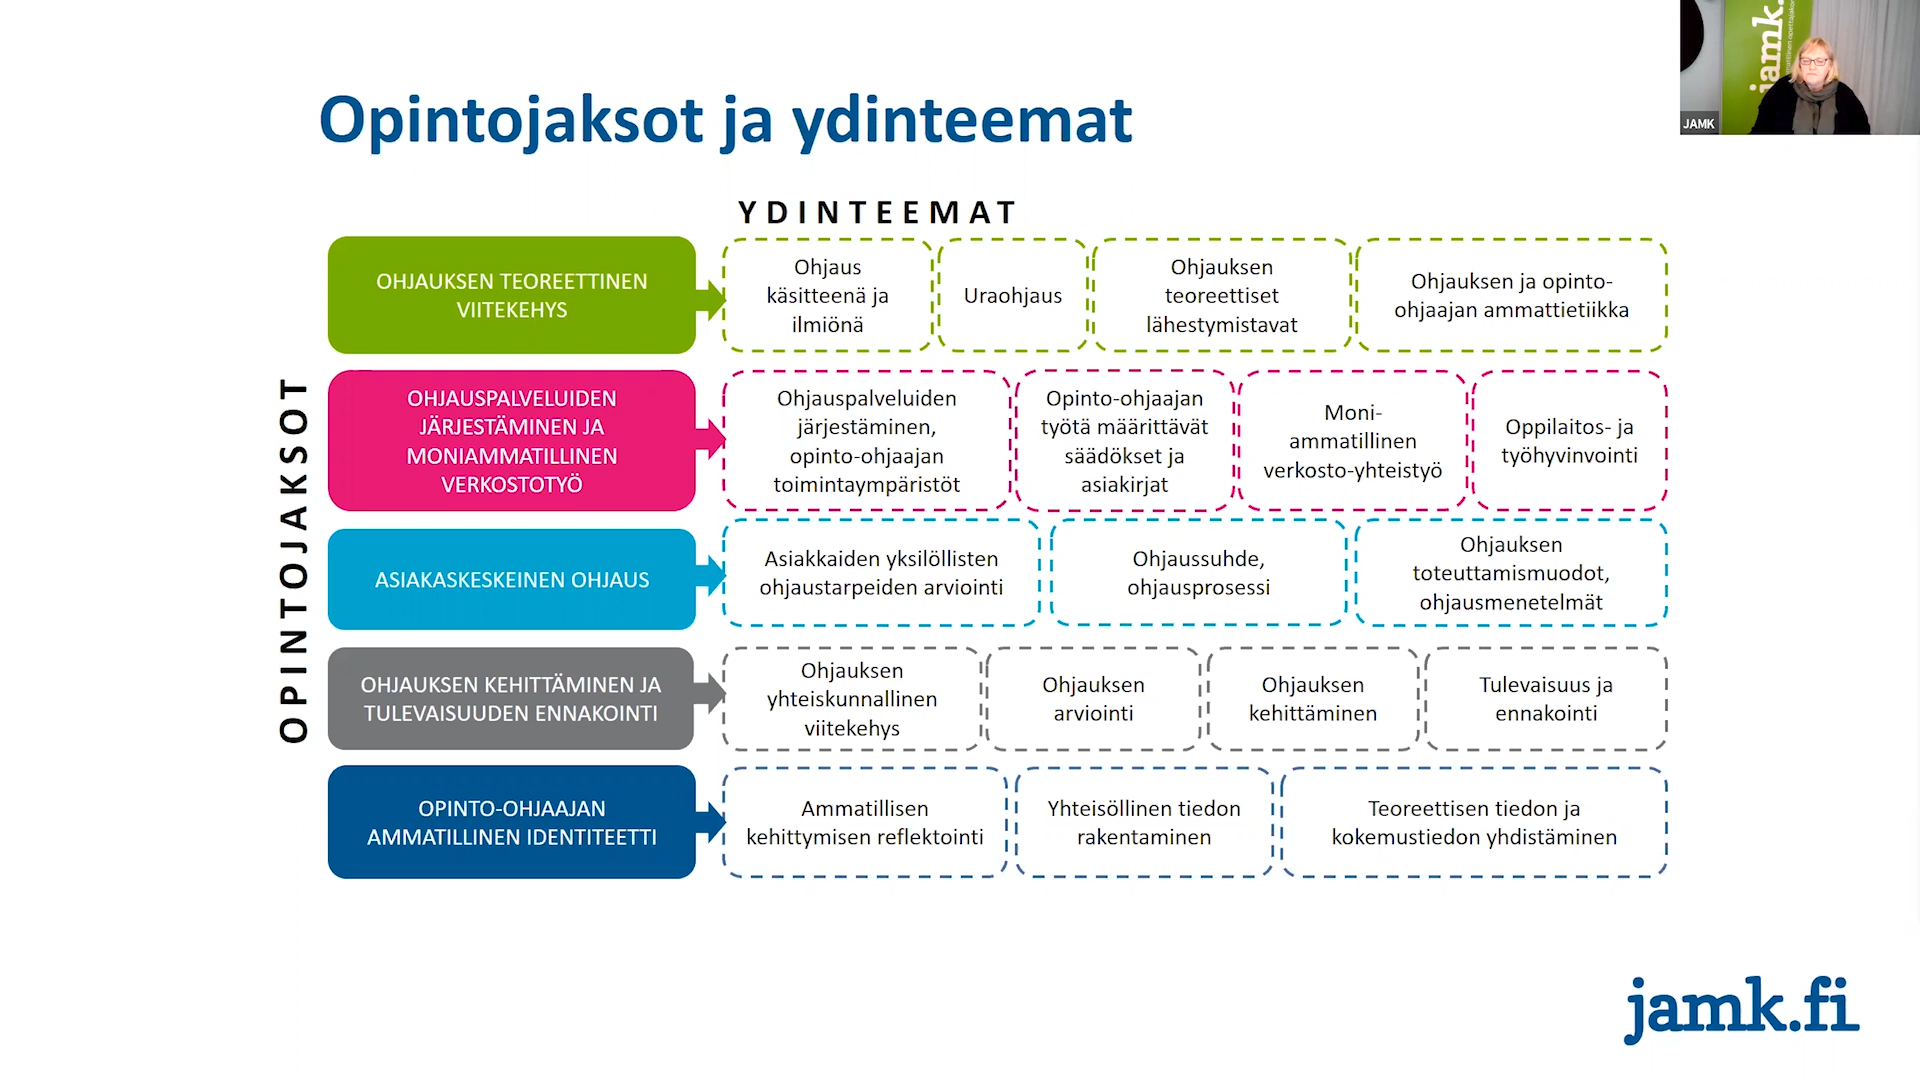 Opintojaksot ja ydinteemat
JAMK
jamk.
YDINTEEMAT
OPINTOJAKSOT
OHJAUKSEN TEOREETTINEN
VIITEKEHYS
Ohjaus
käsitteenä ja
ilmiönä
Uraohjaus
Ohjauksen
teoreettiset
lähestymistavat
Ohjauksen ja opinto-
ohjaajan ammattietiikka
OHJAUSPALVELUIDEN
JÄRJESTÄMINEN JA
MONIAMMATILLINEN
VERKOSTOTYÖ
Ohjauspalveluiden
järjestäminen,
opinto-ohjaajan
toimintaympäristöt
Opinto-ohjaajan
työtä määrittävät
säädökset ja
asiakirjat
Moni-
ammatillinen
verkosto-yhteistyö
Oppilaitos- ja
työhyvinvointi
ASIAKASKESKEINEN OHJAUS
Asiakkaiden yksilöllisten
ohjaustarpeiden arviointi
Ohjaussuhde,
ohjausprosessi
Ohjauksen
toteuttamismuodot,
ohjausmenetelmät
OHJAUKSEN KEHITTÄMINEN JA
TULEVAISUUDEN ENNAKOINTI
Ohjauksen
yhteiskunnallinen
viitekehys
Ohjauksen
arviointi
Ohjauksen
kehittäminen
Tulevaisuus ja
ennakointi
OPINTO-OHJAAJAN
AMMATILLINEN IDENTITEETTI
Ammatillisen
kehittymisen reflektointi
Yhteisöllinen tiedon
rakentaminen
Teoreettisen tiedon ja
kokemustiedon yhdistäminen
jamk.fi